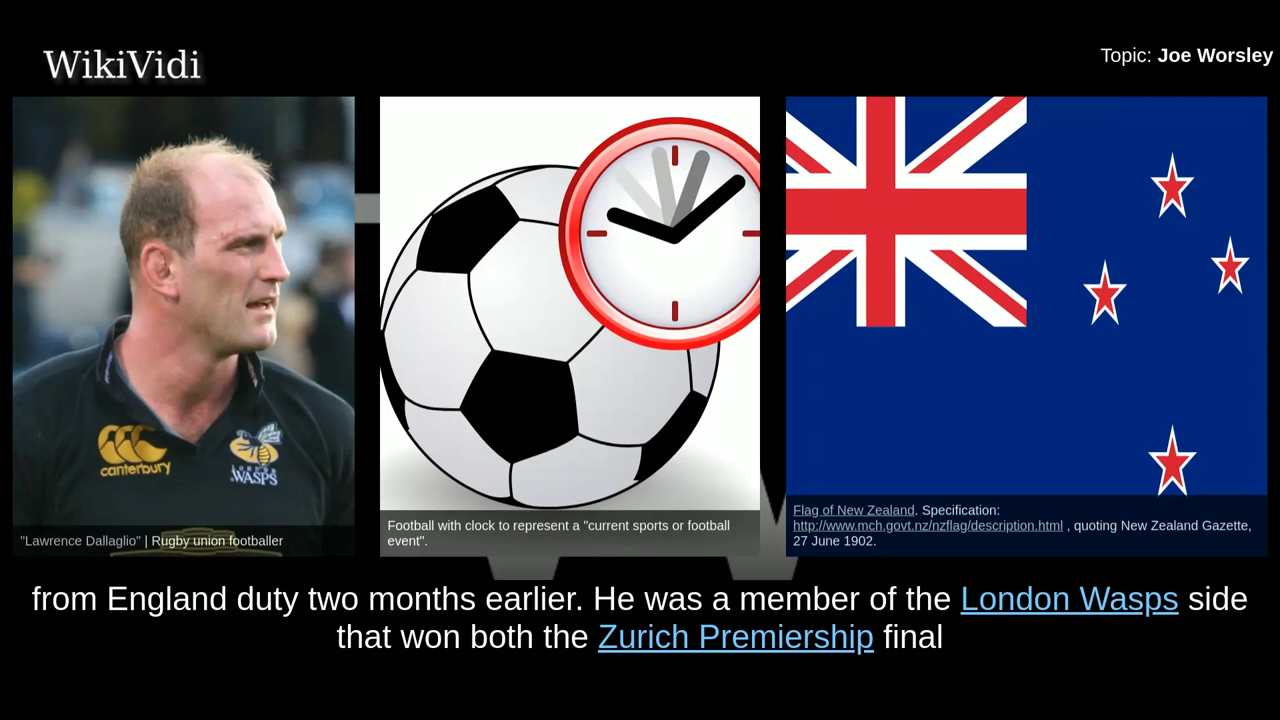 WikiVidi
Topic: Joe Worsley
canterbury
LONDON
WASPS
"Lawrence Dallaglio" | Rugby union footballer
Football with clock to represent a "current sports or football
event".
Flag of New Zealand. Specification:
http://www.mch.govt.nz/nzflag/description.html , quoting New Zealand Gazette,
27 June 1902.
from England duty two months earlier. He was a member of the London Wasps side
that won both the Zurich Premiership final